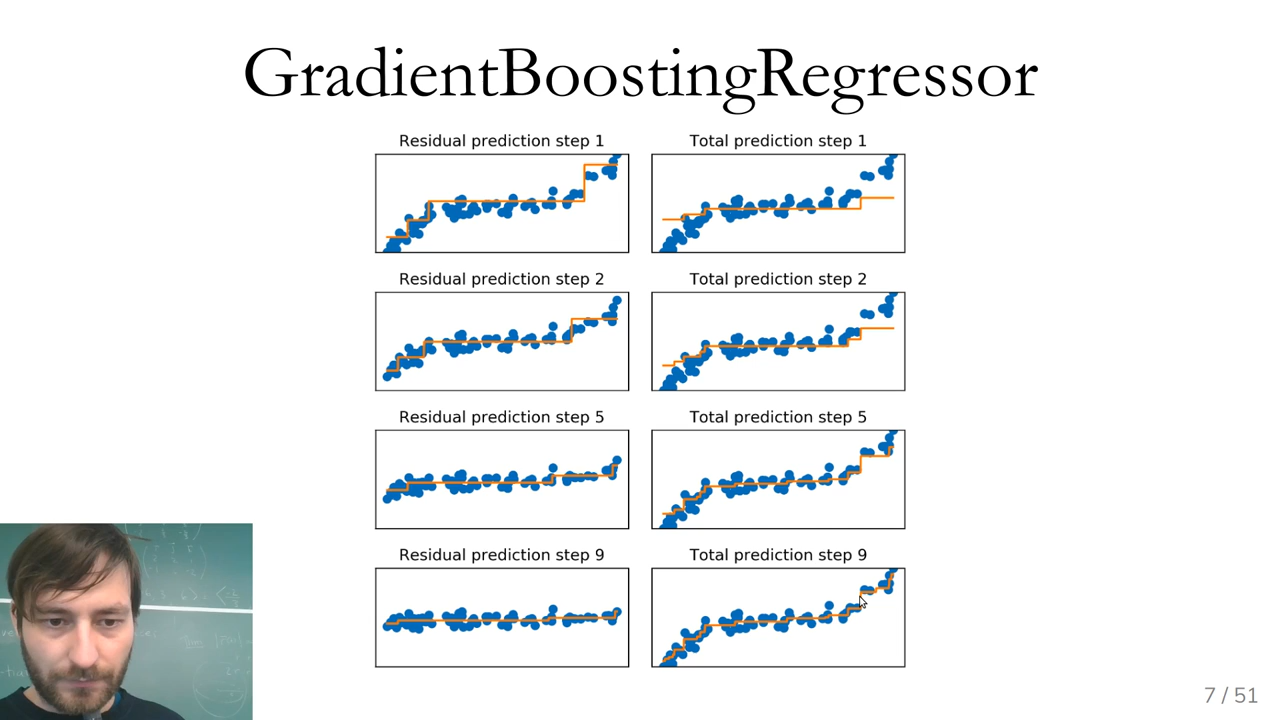 GradientBoostingRegressor
Residual prediction step 1
Total prediction step 1
Residual prediction step 2
Total prediction step 2
Residual prediction step 5
Total prediction step 5
Residual prediction step 9
Total prediction step 9
7 / 51